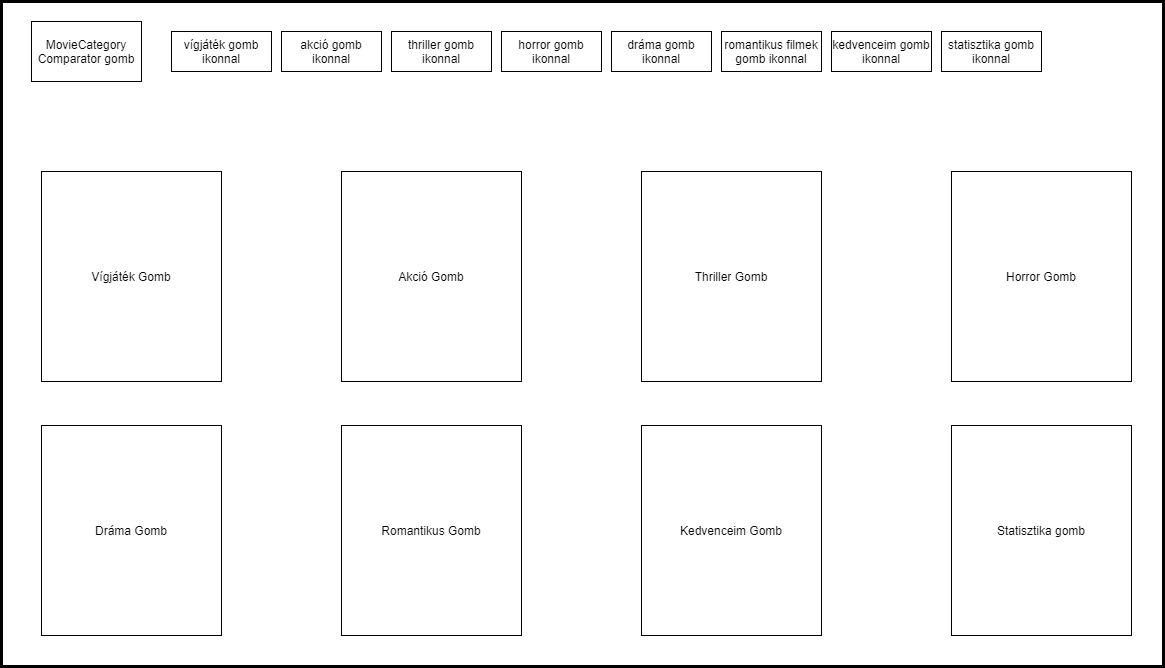 MovieCategory
Comparator gomb
vígjáték gomb
ikonnal
akció gomb
ikonnal
thriller gomb
ikonnal
horror gomb
ikonnal
dráma gomb
ikonnal
romantikus filmek
gomb ikonnal
kedvenceim gomb
ikonnal
statisztika gomb
ikonnal
Vígjáték Gomb
Akció Gomb
Thriller Gomb
Horror Gomb
Dráma Gomb
Romantikus Gomb
Kedvenceim Gomb
Statisztika gomb